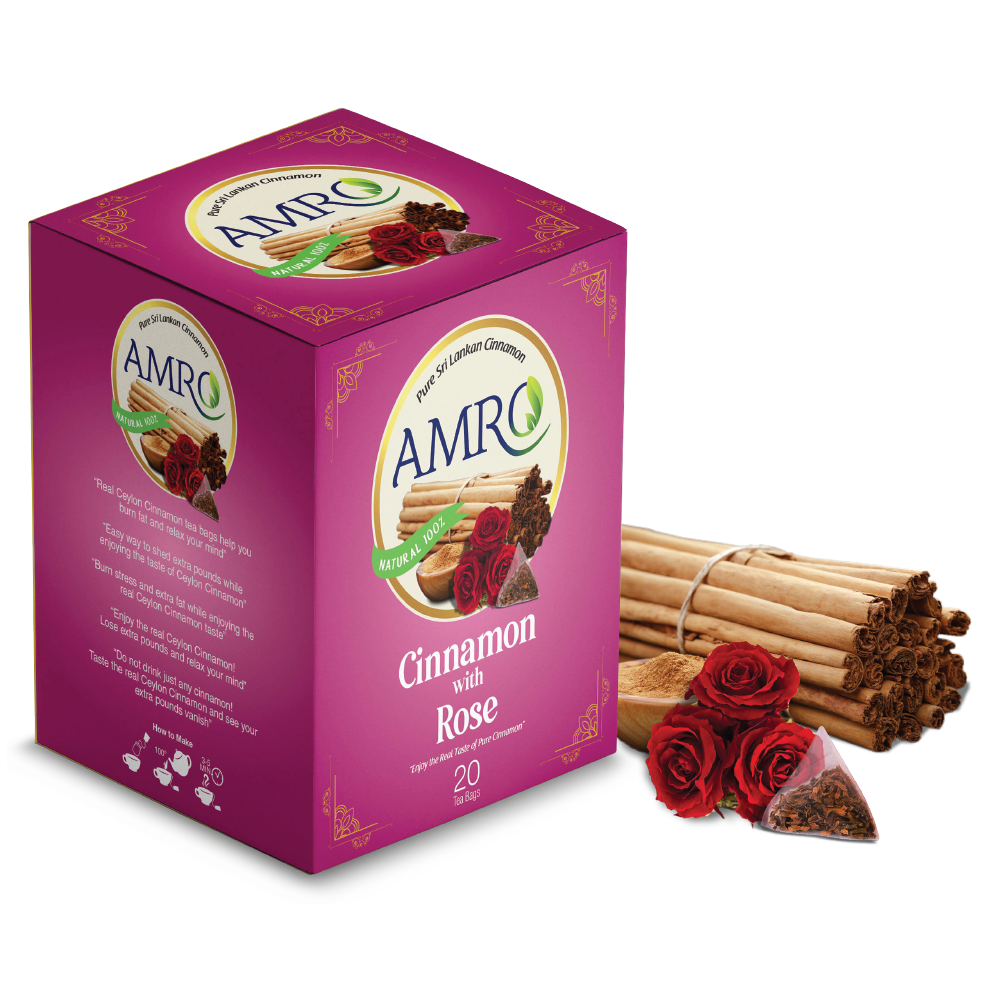 Pure Sri Lankan Cinnamon
AMRO
NATURAL 100%
Pure Sri Lankan Cinnamon
AMRO
NATURAL 100%
"Real Ceylon Cinnamon tea bags help you
burn fat and relax your mind"
"Easy way to shed extra pounds while
enjoying the taste of Ceylon Cinnamon"
"Burn stress and extra fat while enjoying the
real Ceylon Cinnamon taste"
"Enjoy the real Ceylon Cinnamon!
Lose extra pounds and relax your mind"
"Do not drink just any cinnamon!
Taste the real Ceylon Cinnamon and see your
extra pounds vanish"
How to Make
100°
3-5
MIN
Pure Sri Lankan Cinnamon
AMRO
NATURAL 100%
Cinnamon
with
Rose
"Enjoy the Real Taste of Pure Cinnamon"
20
Tea Bags